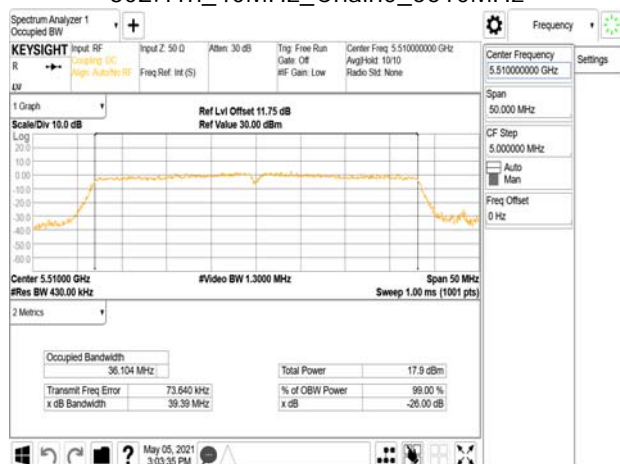 Spectrum Analyzer 1
Occupied BW
Frequency
KEYSIGHT
Input: RF
Coupling: DC
Align: Auto/No RF
Input Z: 50 Ω
Freq Ref: Int (S)
Atten: 30 dB
Trig: Free Run
Gate: Off
#IF Gain: Low
Center Freq: 5.510000000 GHz
Avg|Hold: 10/10
Radio Std: None
R
LXI
Center Frequency
5.510000000 GHz
Settings
Span
50.000 MHz
CF Step
5.000000 MHz
Auto
Man
Freq Offset
0 Hz
1 Graph
Scale/Div 10.0 dB
Ref Lvl Offset 11.75 dB
Ref Value 30.00 dBm
Log
20.0
10.0
0.00
-10.0
-20.0
-30.0
-40.0
-50.0
-60.0
Center 5.51000 GHz
#Video BW 1.3000 MHz
Span 50 MHz
#Res BW 430.00 kHz
Sweep 1.00 ms (1001 pts)
2 Metrics
Occupied Bandwidth
36.104 MHz
Total Power 17.9 dBm
Transmit Freq Error 73.640 kHz
% of OBW Power 99.00 %
x dB Bandwidth 39.39 MHz
x dB -26.00 dB
May 05, 2021
3:03:35 PM